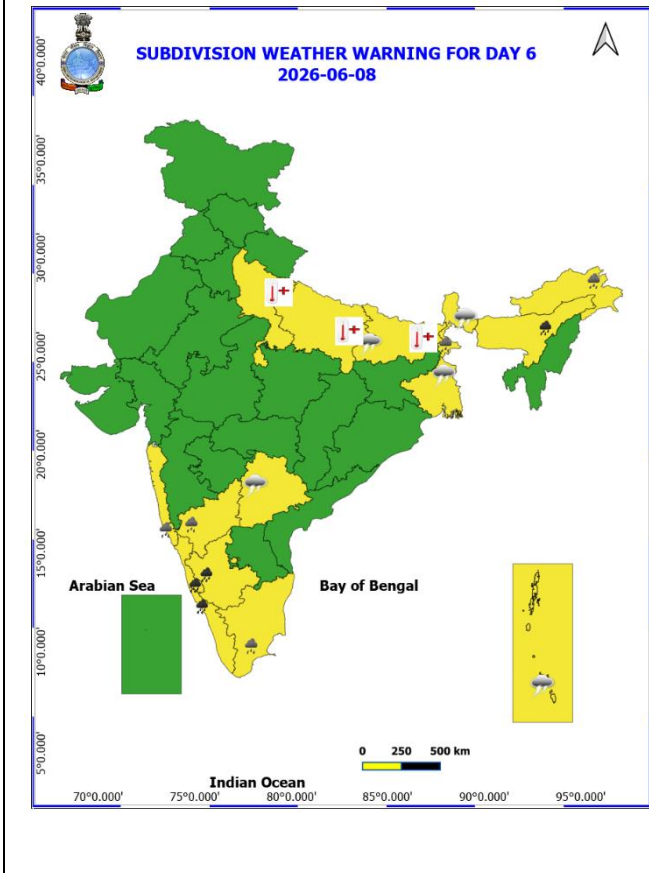 SUBDIVISION WEATHER WARNING FOR DAY 6
2026-06-08
40°0.000'
35°0.000'
30°0.000'
25°0.000'
20°0.000'
15°0.000'
10°0.000'
5°0.000'
Arabian Sea
Bay of Bengal
0 250 500 km
Indian Ocean
70°0.000' 75°0.000' 80°0.000' 85°0.000' 90°0.000' 95°0.000'